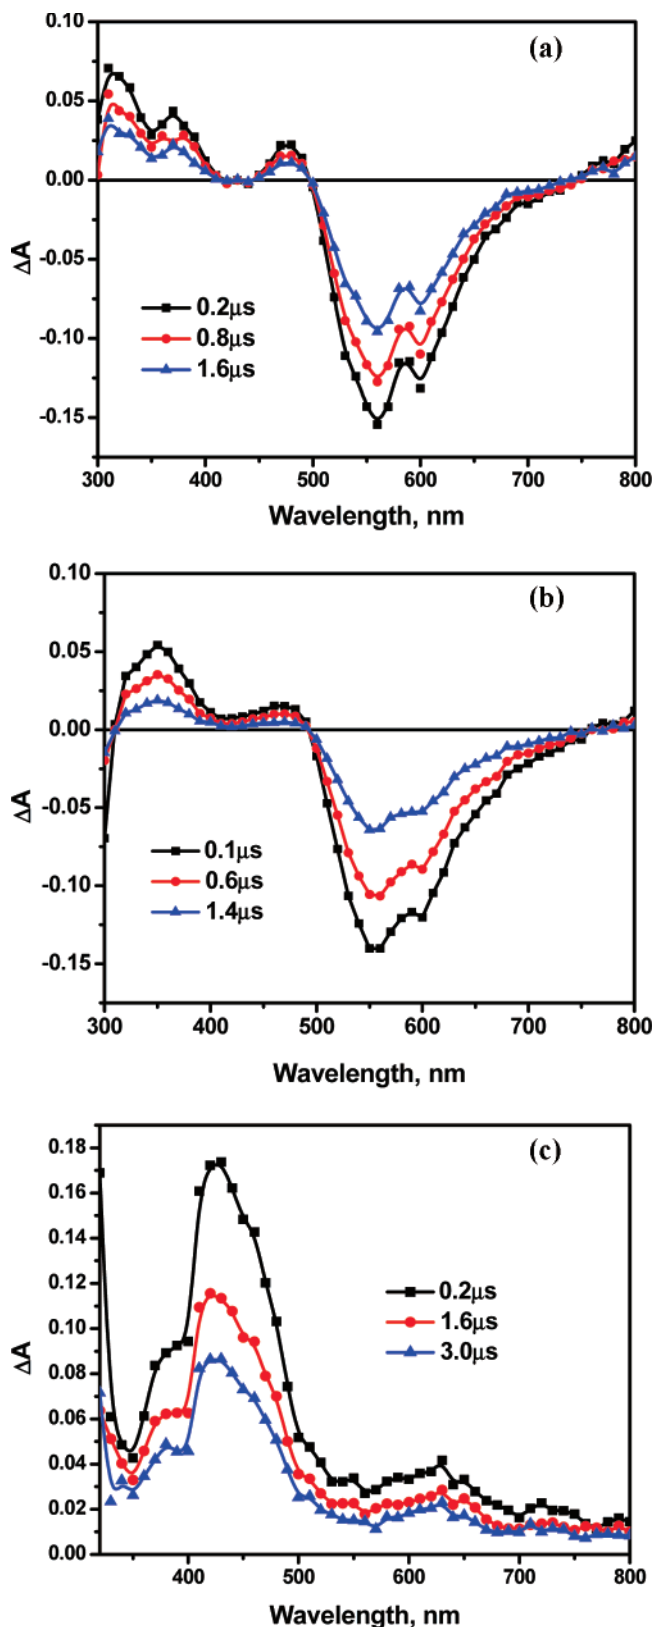 0.10
(a)
0.05
0.00
-0.05
-0.10
-0.15
ΔA
0.2μs
0.8μs
1.6μs
300 400 500 600 700 800
Wavelength, nm
0.10
(b)
0.05
0.00
-0.05
-0.10
-0.15
ΔA
0.1μs
0.6μs
1.4μs
300 400 500 600 700 800
Wavelength, nm
0.18
(c)
0.16
0.14
0.12
0.10
0.08
0.06
0.04
0.02
0.00
ΔA
0.2μs
1.6μs
3.0μs
400 500 600 700 800
Wavelength, nm